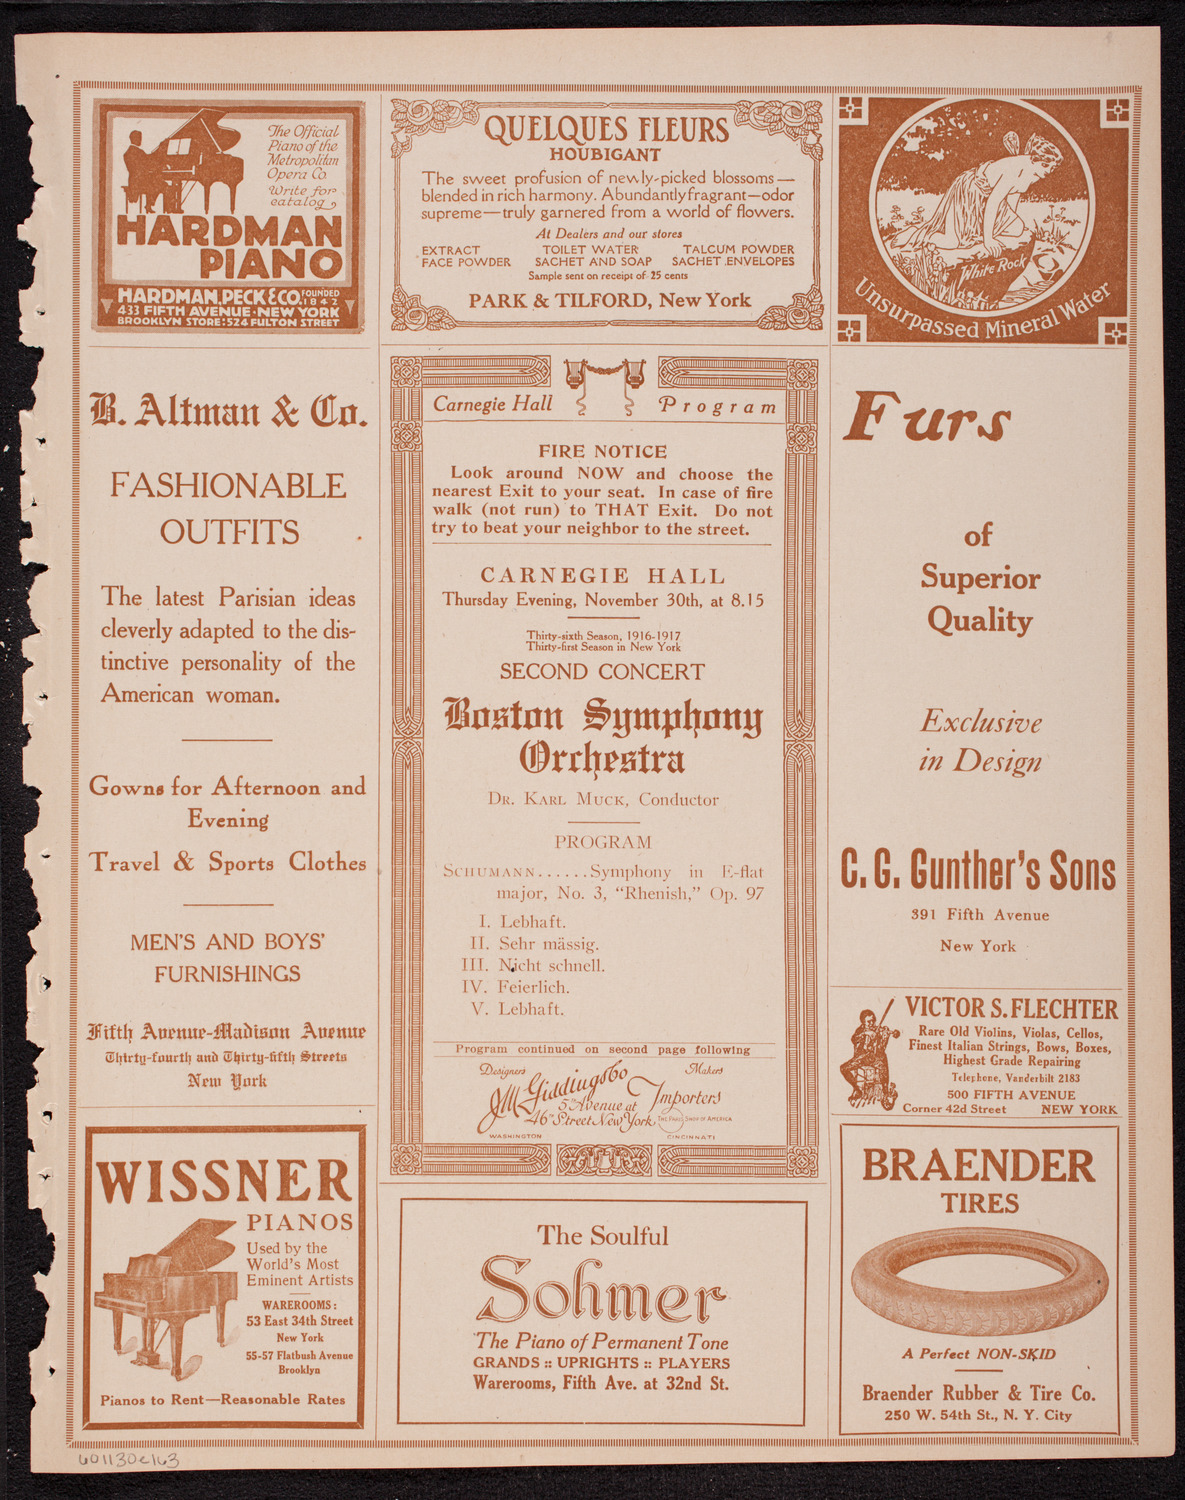 The Official
Piano of the
Metropolitan
Opera Co.
Write for
catalog
HARDMAN
PIANO
HARDMAN, PECK & CO. FOUNDED 1842
433 FIFTH AVENUE·NEW YORK
BROOKLYN STORE: 524 FULTON STREET
QUELQUES FLEURS
HOUBIGANT
The sweet profusion of newly-picked blossoms—
blended in rich harmony. Abundantly fragrant—odor
supreme—truly garnered from a world of flowers.
At Dealers and our stores
EXTRACT TOILET WATER TALCUM POWDER
FACE POWDER SACHET AND SOAP SACHET ENVELOPES
Sample sent on receipt of 25 cents
PARK & TILFORD, New York
White Rock
Unsurpassed Mineral Water
B. Altman & Co.
FASHIONABLE
OUTFITS
The latest Parisian ideas
cleverly adapted to the dis-
tinctive personality of the
American woman.
Gowns for Afternoon and
Evening
Travel & Sports Clothes
MEN'S AND BOYS'
FURNISHINGS
Fifth Avenue-Madison Avenue
Thirty-fourth and Thirty-fifth Streets
New York
Carnegie Hall Program
FIRE NOTICE
Look around NOW and choose the
nearest Exit to your seat. In case of fire
walk (not run) to THAT Exit. Do not
try to beat your neighbor to the street.
CARNEGIE HALL
Thursday Evening, November 30th, at 8.15
Thirty-sixth Season, 1916-1917
Thirty-first Season in New York
SECOND CONCERT
Boston Symphony
Orchestra
DR. KARL MUCK, Conductor
PROGRAM
SCHUMANN......Symphony in E-flat
major, No. 3, "Rhenish," Op. 97
I. Lebhaft.
II. Sehr mässig.
III. Nicht schnell.
IV. Feierlich.
V. Lebhaft.
Program continued on second page following
Designers Makers
JM Giddings & Co Importers
5th Avenue at
46th Street New York THE PARIS SHOP OF AMERICA
WASHINGTON CINCINNATI
Furs
of
Superior
Quality
Exclusive
in Design
C. G. Gunther's Sons
391 Fifth Avenue
New York
VICTOR S. FLECHTER
Rare Old Violins, Violas, Cellos,
Finest Italian Strings, Bows, Boxes,
Highest Grade Repairing
Telephone, Vanderbilt 2183
500 FIFTH AVENUE
Corner 42d Street NEW YORK
WISSNER
PIANOS
Used by the
World's Most
Eminent Artists
WAREROOMS:
53 East 34th Street
New York
55-57 Flatbush Avenue
Brooklyn
Pianos to Rent—Reasonable Rates
The Soulful
Sohmer
The Piano of Permanent Tone
GRANDS :: UPRIGHTS :: PLAYERS
Warerooms, Fifth Ave. at 32nd St.
BRAENDER
TIRES
A Perfect NON-SKID
Braender Rubber & Tire Co.
250 W. 54th St., N. Y. City
601130e163